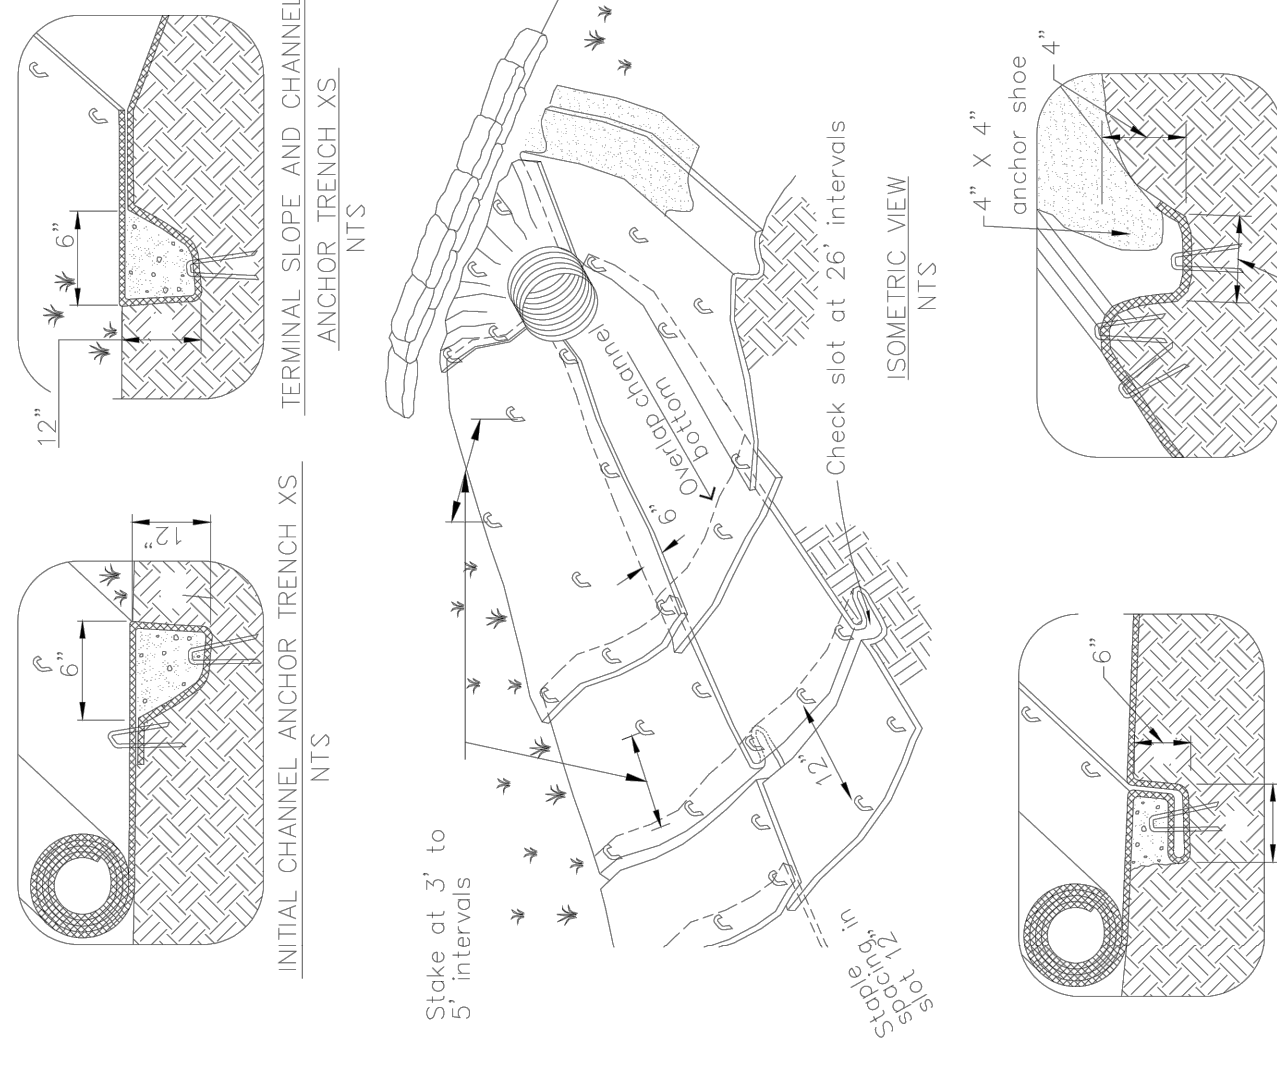 12"
6"
TERMINAL SLOPE AND CHANNEL
ANCHOR TRENCH XS
NTS
12"
6"
INITIAL CHANNEL ANCHOR TRENCH XS
NTS
Stake at 3' to
5' intervals
Overlap channel
bottom
6"
12"
Staple
spacing in
slot 12"
Check slot at 26' intervals
ISOMETRIC VIEW
NTS
4" X 4"
anchor shoe
4"
6"